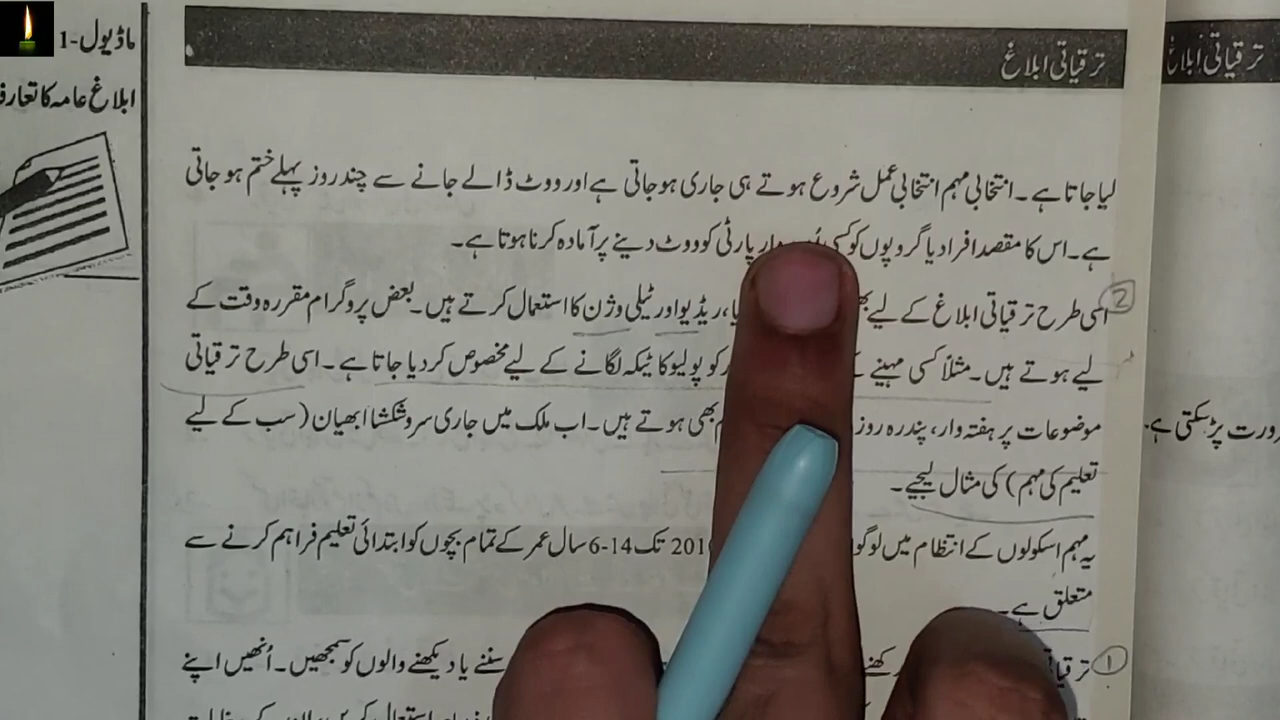 ماڈیول-1
ابلاغ عامہ کا تعارف
ترقیاتی ابلاغ
لیا جاتا ہے۔ انتخابی مہم انتخابی عمل شروع ہوتے ہی جاری ہو جاتی ہے اور ووٹ ڈالے جانے سے چند روز پہلے ختم ہو جاتی
ہے۔ اس کا مقصد افراد یا گروپوں کو کسی پارٹی کو ووٹ دینے پر آمادہ کرنا ہوتا ہے۔
2
اسی طرح ترقیاتی ابلاغ کے لیے ریڈیو اور ٹیلی وژن کا استعمال کرتے ہیں۔ بعض پروگرام مقررہ وقت کے
لیے ہوتے ہیں۔ مثلاً کسی مہینے کو پولیو کا ٹیکہ لگانے کے لیے مخصوص کر دیا جاتا ہے۔ اسی طرح ترقیاتی
موضوعات پر ہفتہ وار، پندرہ روز بھی ہوتے ہیں۔ اب ملک میں جاری سرو شکشا ابھیان (سب کے لیے
تعلیم کی مہم) کی مثال لیجیے۔
یہ مہم اسکولوں کے انتظام میں تک 14-6 سال عمر کے تمام بچوں کو ابتدائی تعلیم فراہم کرنے سے
متعلق ہے۔
1
سننے یا دیکھنے والوں کو سمجھیں۔ اُنھیں اپنے
ترقیاتی ابلاغ
پڑ سکتی ہے۔